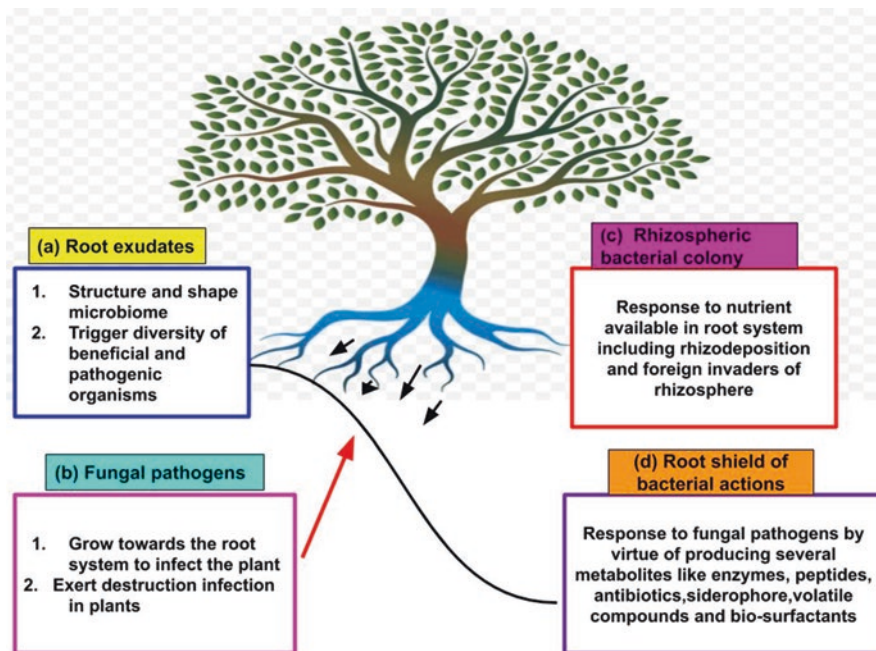 (a) Root exudates
1. Structure and shape
microbiome
2. Trigger diversity of
beneficial and
pathogenic
organisms
(b) Fungal pathogens
1. Grow towards the root
system to infect the plant
2. Exert destruction infection
in plants
(c) Rhizospheric
bacterial colony
Response to nutrient
available in root system
including rhizodeposition
and foreign invaders of
rhizosphere
(d) Root shield of
bacterial actions
Response to fungal pathogens by
virtue of producing several
metabolites like enzymes, peptides,
antibiotics,siderophore,volatile
compounds and bio-surfactants